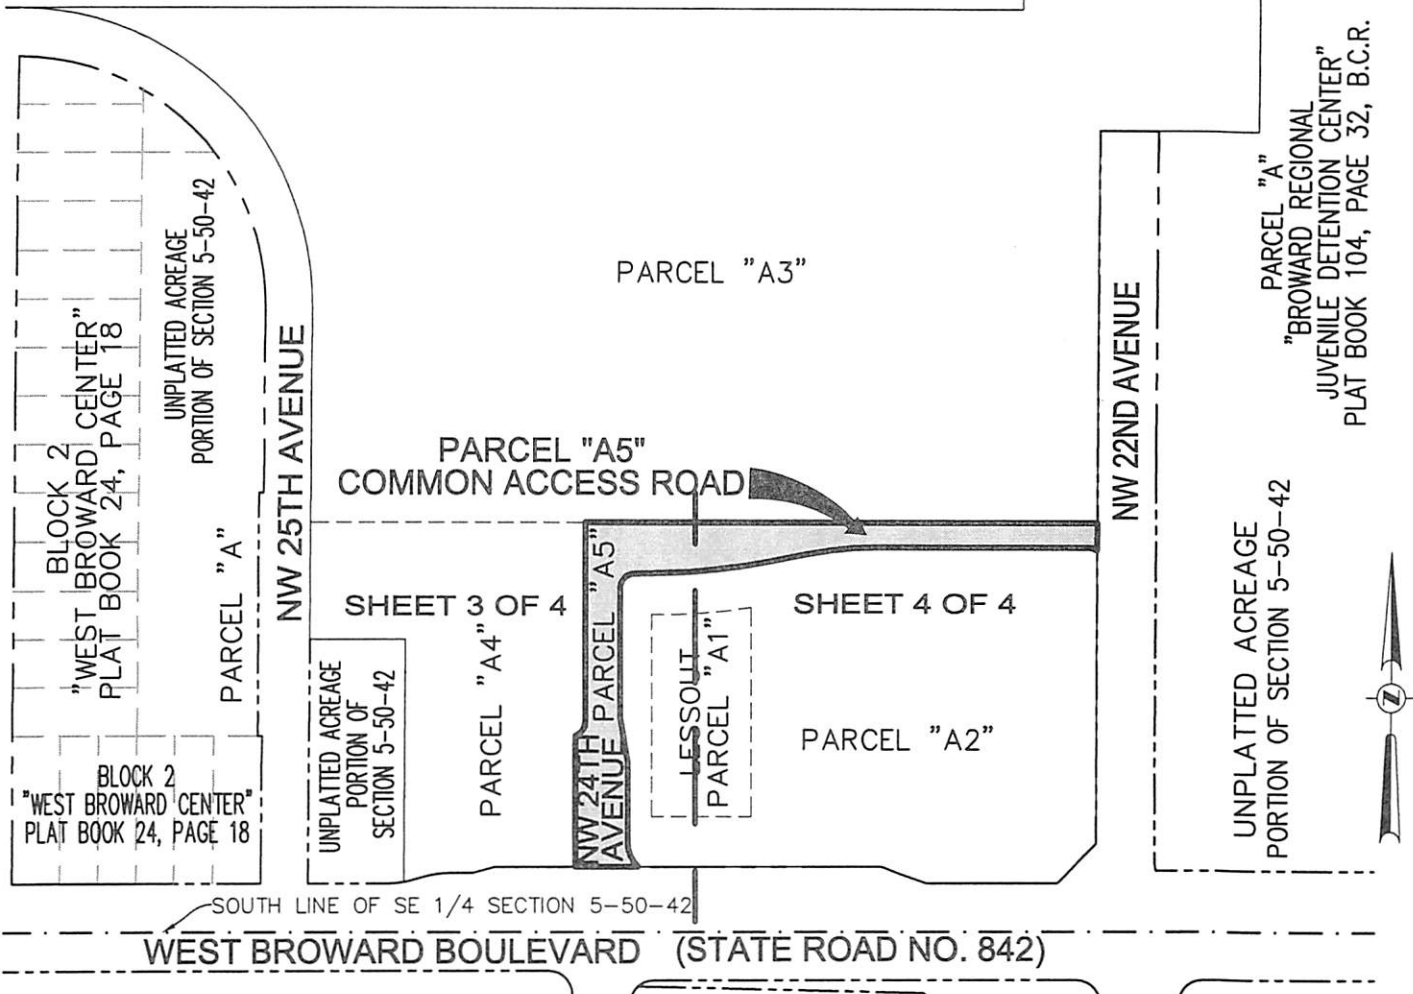 PARCEL "A3"
PARCEL "A5"
COMMON ACCESS ROAD
SHEET 3 OF 4
SHEET 4 OF 4
PARCEL "A2"
PARCEL "A4"
NW 24TH
AVENUE PARCEL "A5"
LESSOUT
PARCEL "A1"
NW 25TH AVENUE
NW 22ND AVENUE
UNPLATTED ACREAGE
PORTION OF SECTION 5-50-42
BLOCK 2
"WEST BROWARD CENTER"
PLAT BOOK 24, PAGE 18
PARCEL "A"
UNPLATTED ACREAGE
PORTION OF
SECTION 5-50-42
BLOCK 2
"WEST BROWARD CENTER"
PLAT BOOK 24, PAGE 18
PARCEL "A"
"BROWARD REGIONAL
JUVENILE DETENTION CENTER"
PLAT BOOK 104, PAGE 32, B.C.R.
UNPLATTED ACREAGE
PORTION OF SECTION 5-50-42
Z
SOUTH LINE OF SE 1/4 SECTION 5-50-42
WEST BROWARD BOULEVARD (STATE ROAD NO. 842)